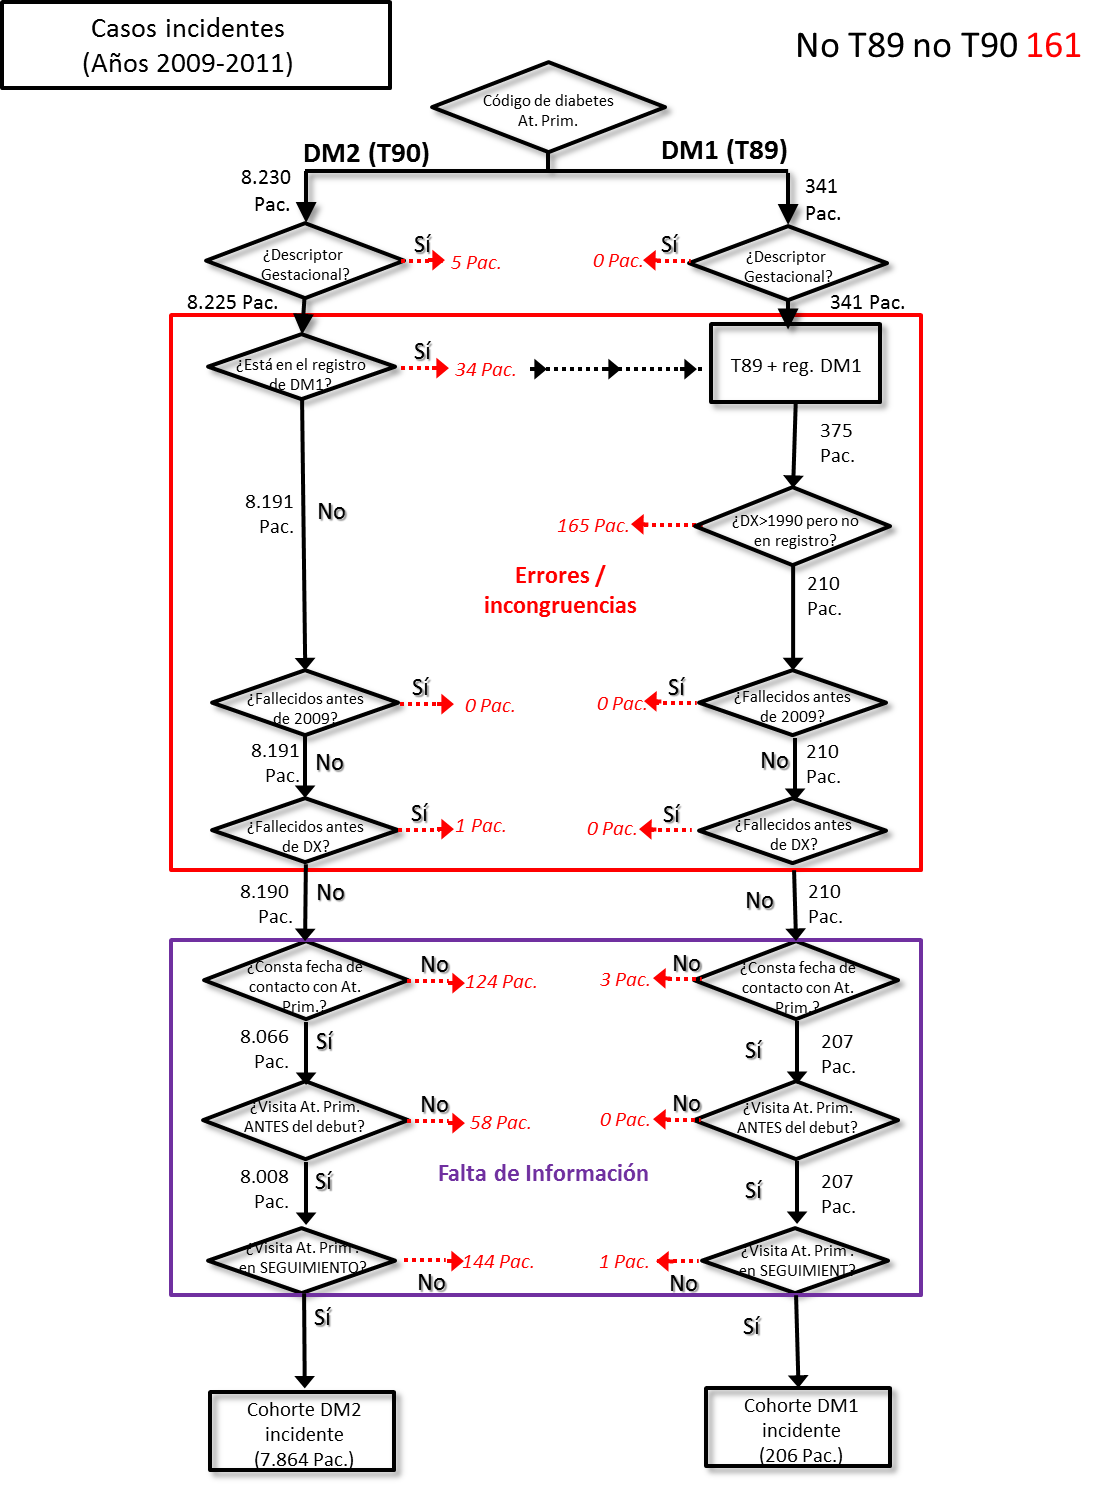 Casos incidentes
(Años 2009-2011)
No T89 no T90 161
Código de diabetes
At. Prim.
DM2 (T90)
DM1 (T89)
8.230
Pac.
341
Pac.
¿Descriptor
Gestacional?
Sí
5 Pac.
0 Pac.
Sí
¿Descriptor
Gestacional?
8.225 Pac.
341 Pac.
¿Está en el registro
de DM1?
Sí
34 Pac.
T89 + reg. DM1
375
Pac.
8.191
Pac.
No
165 Pac.
¿DX>1990 pero no
en registro?
Errores /
incongruencias
210
Pac.
¿Fallecidos antes
de 2009?
Sí
0 Pac.
0 Pac.
Sí
¿Fallecidos antes
de 2009?
8.191
Pac.
No
No
210
Pac.
¿Fallecidos antes
de DX?
Sí
1 Pac.
0 Pac.
Sí
¿Fallecidos antes
de DX?
8.190
Pac.
No
No
210
Pac.
¿Consta fecha de
contacto con At.
Prim.?
No
124 Pac.
3 Pac.
No
¿Consta fecha de
contacto con At.
Prim.?
8.066
Pac.
Sí
Sí
207
Pac.
¿Visita At. Prim.
ANTES del debut?
No
58 Pac.
0 Pac.
No
¿Visita At. Prim.
ANTES del debut?
Falta de Información
8.008
Pac.
Sí
Sí
207
Pac.
¿Visita At. Prim.
en SEGUIMIENTO?
144 Pac.
No
1 Pac.
No
¿Visita At. Prim.
en SEGUIMIENT?
Sí
Sí
Cohorte DM2
incidente
(7.864 Pac.)
Cohorte DM1
incidente
(206 Pac.)